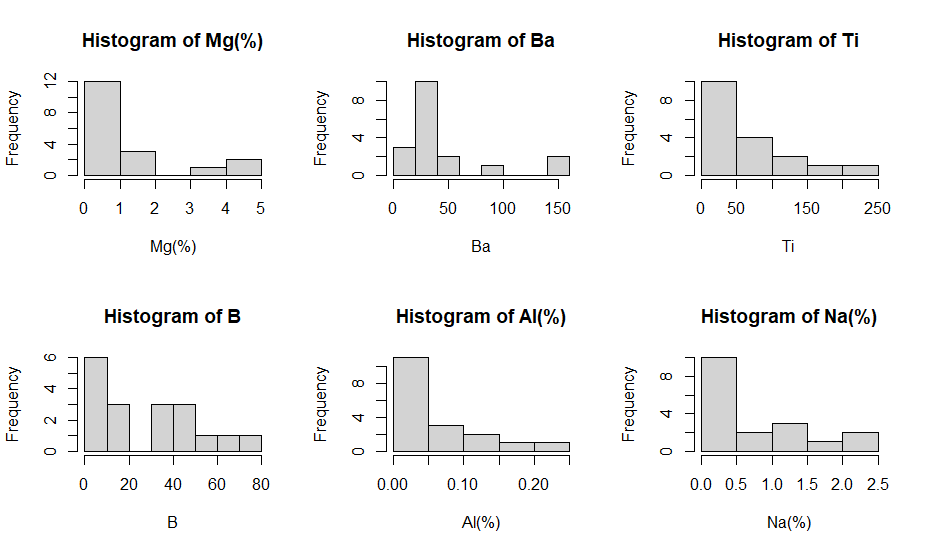 Histogram of Mg(%)
Frequency
0 4 8 12
0 1 2 3 4 5
Mg(%)
Histogram of Ba
Frequency
0 4 8
0 50 100 150
Ba
Histogram of Ti
Frequency
0 4 8
0 50 150 250
Ti
Histogram of B
Frequency
0 2 4 6
0 20 40 60 80
B
Histogram of Al(%)
Frequency
0 4 8
0.00 0.10 0.20
Al(%)
Histogram of Na(%)
Frequency
0 4 8
0.0 0.5 1.0 1.5 2.0 2.5
Na(%)